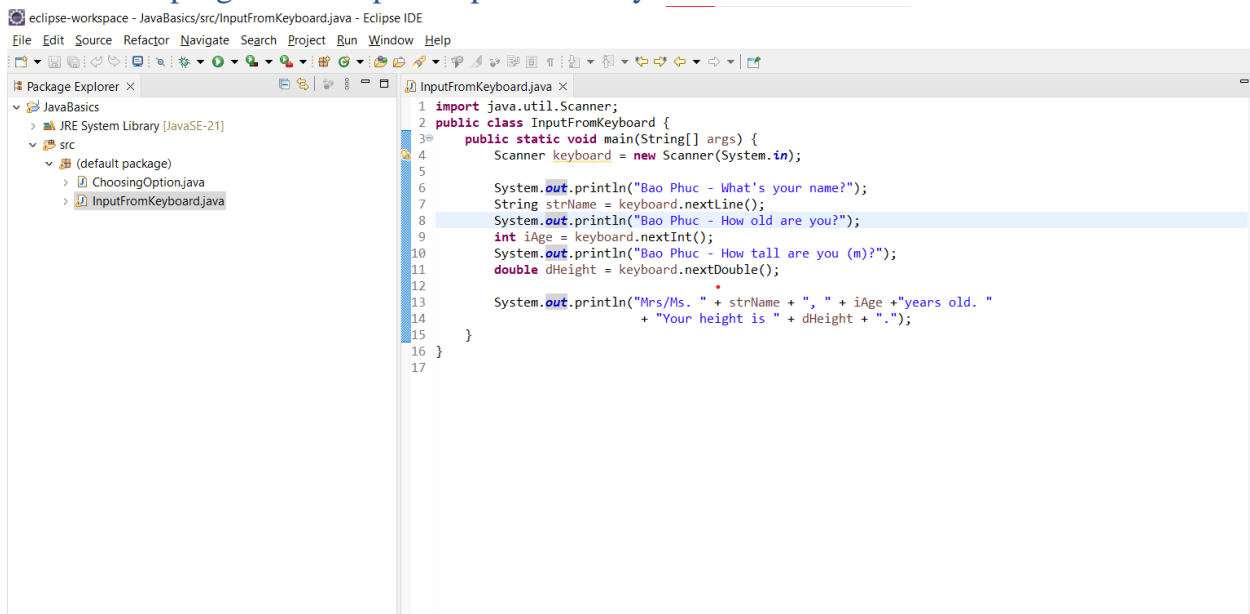 eclipse-workspace - JavaBasics/src/InputFromKeyboard.java - Eclipse IDE
File Edit Source Refactor Navigate Search Project Run Window Help
Package Explorer
JavaBasics
JRE System Library [JavaSE-21]
src
(default package)
ChoosingOption.java
InputFromKeyboard.java
InputFromKeyboard.java
1 import java.util.Scanner;
2 public class InputFromKeyboard {
3 public static void main(String[] args) {
4 Scanner keyboard = new Scanner(System.in);
5
6 System.out.println("Bao Phuc - What's your name?");
7 String strName = keyboard.nextLine();
8 System.out.println("Bao Phuc - How old are you?");
9 int iAge = keyboard.nextInt();
10 System.out.println("Bao Phuc - How tall are you (m)?");
11 double dHeight = keyboard.nextDouble();
12
13 System.out.println("Mrs/Ms. " + strName + ", " + iAge +"years old. "
14 + "Your height is " + dHeight + ".");
15 }
16 }
17